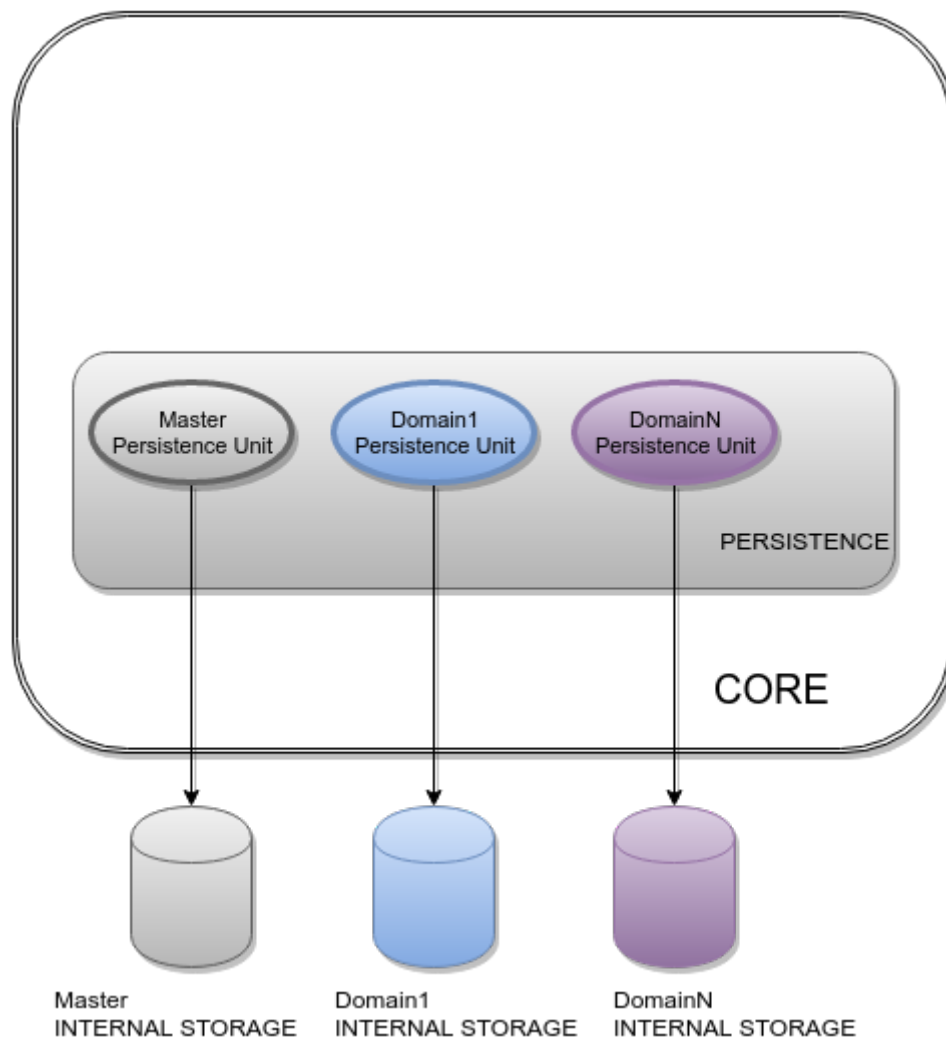 Master
Persistence Unit
Domain1
Persistence Unit
DomainN
Persistence Unit
PERSISTENCE
CORE
Master
INTERNAL STORAGE
Domain1
INTERNAL STORAGE
DomainN
INTERNAL STORAGE